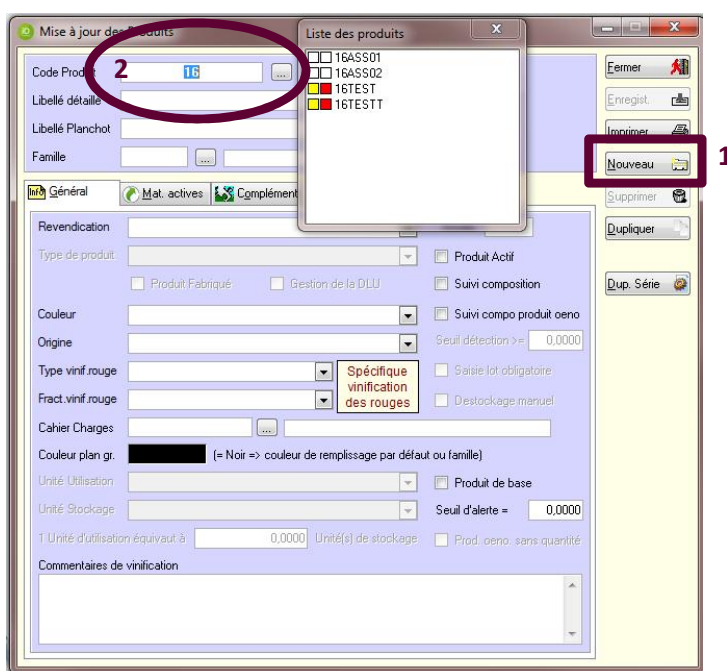 Mise à jour des Produits
Liste des produits
X
X
16ASS01
16ASS02
16TEST
16TESTT
Code Produit
2
16
...
Libellé détaille
Libellé Planchot
Famille
...
Fermer
Enregist.
Imprimer
Nouveau
1
Supprimer
Dupliquer
Dup. Série
Info Général
Mat. actives
Complément
Revendication
Type de produit
Produit Actif
Produit Fabriqué
Gestion de la DLU
Suivi composition
Couleur
Suivi compo produit oeno
Origine
Seuil détection >= 0,0000
Type vinif.rouge
Saisie lot obligatoire
Fract.vinif.rouge
Destockage manuel
Spécifique
vinification
des rouges
Cahier Charges
...
Couleur plan gr.
(= Noir => couleur de remplissage par défaut ou famille)
Unité Utilisation
Produit de base
Unité Stockage
Seuil d'alerte = 0,0000
1 Unité d'utilisation équivaut à 0,0000 Unité(s) de stockage
Prod. oeno. sans quantité
Commentaires de vinification